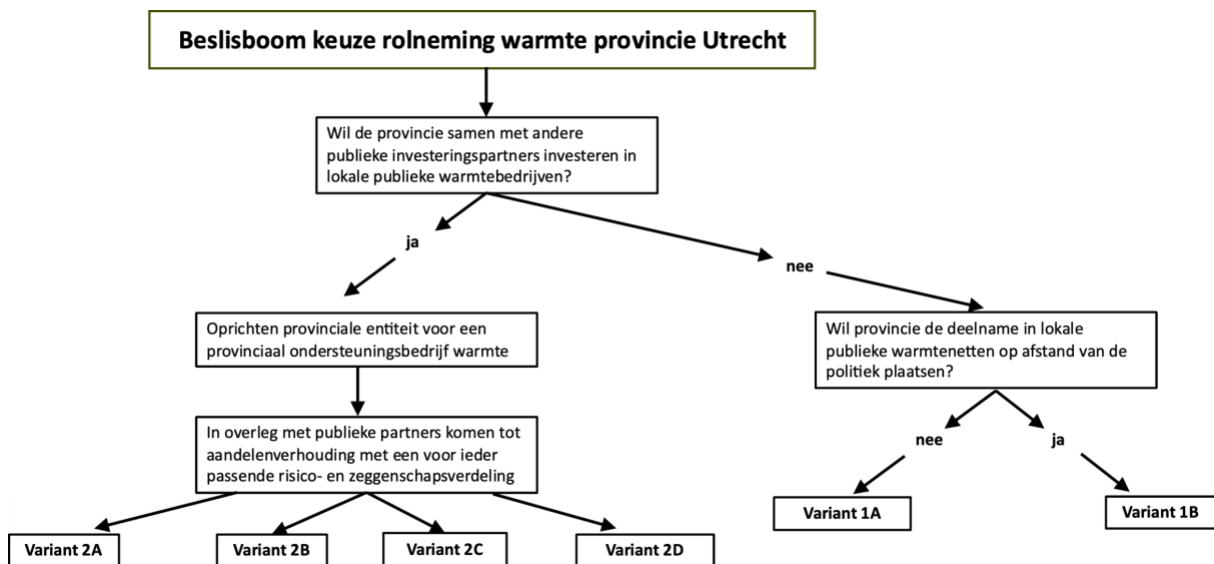 Beslisboom keuze rolneming warmte provincie Utrecht
Wil de provincie samen met andere
publieke investeringspartners investeren in
lokale publieke warmtebedrijven?
ja
nee
Oprichten provinciale entiteit voor een
provinciaal ondersteuningsbedrijf warmte
Wil provincie de deelname in lokale
publieke warmtenetten op afstand van de
politiek plaatsen?
In overleg met publieke partners komen tot
aandelenverhouding met een voor ieder
passende risico- en zeggenschapsverdeling
nee
ja
Variant 1A
Variant 1B
Variant 2A
Variant 2B
Variant 2C
Variant 2D